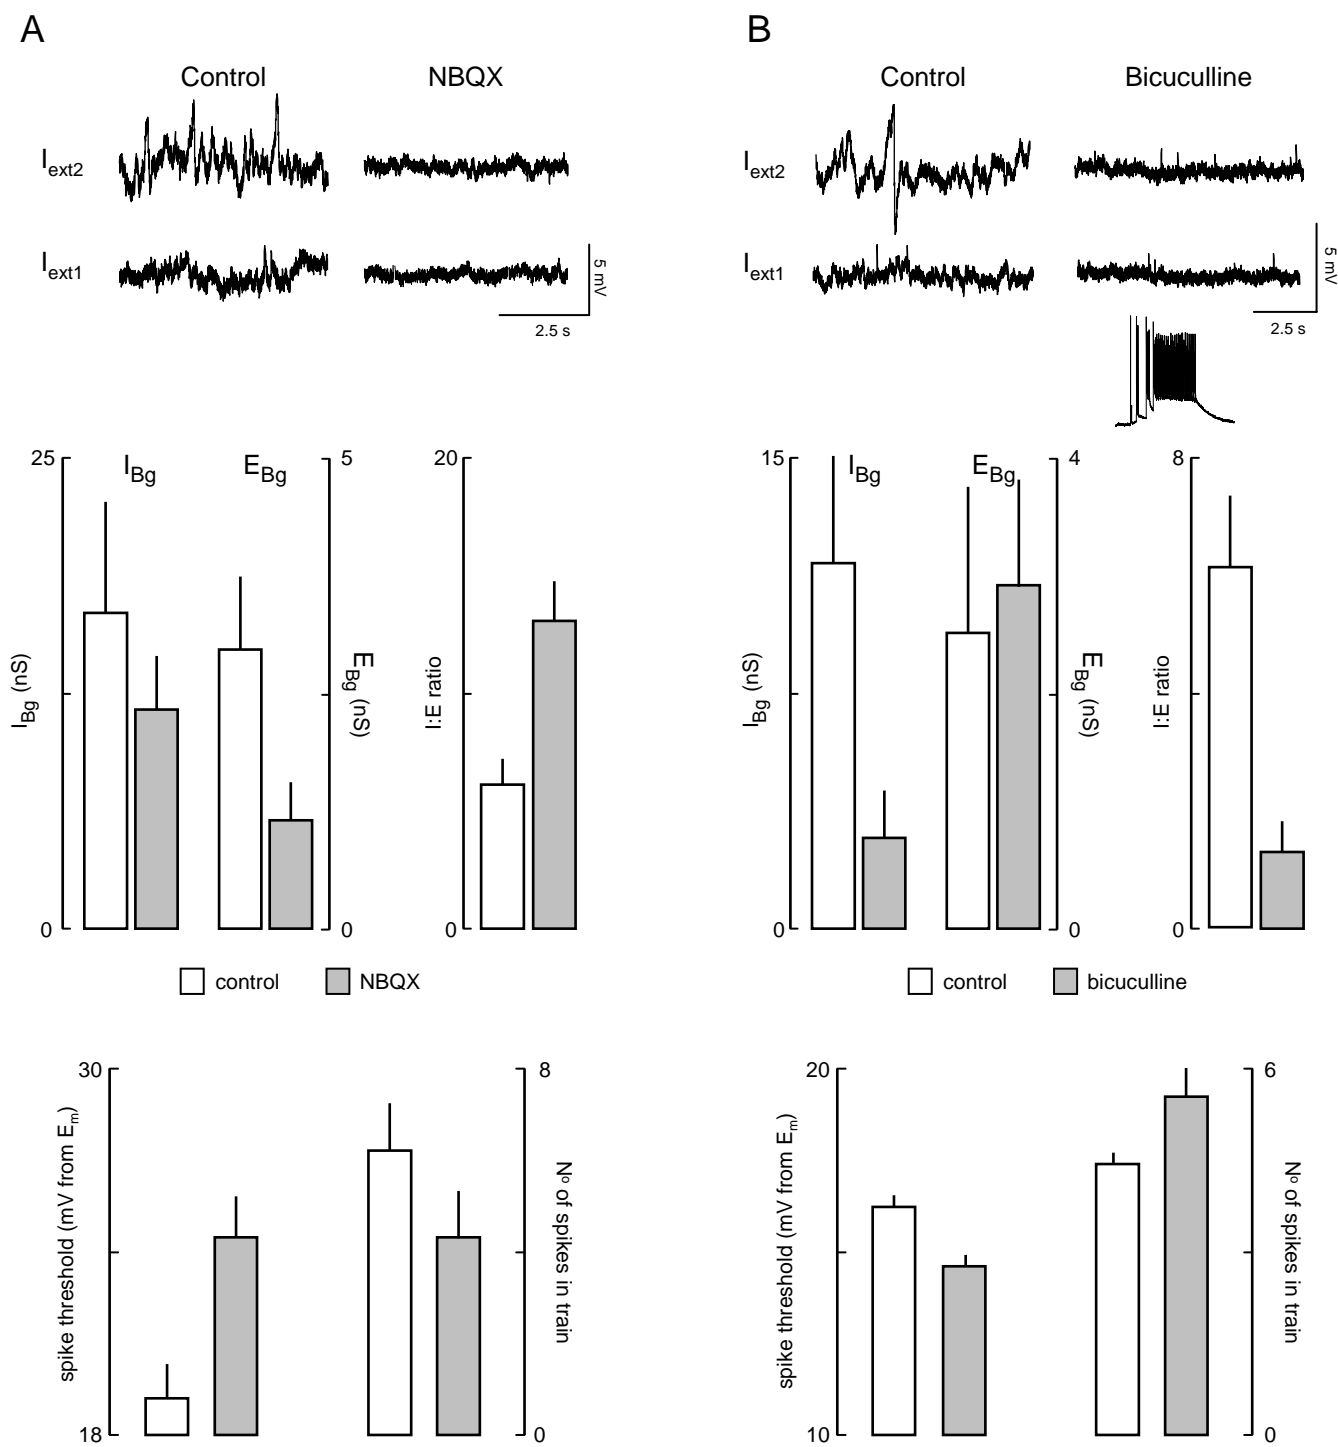 A
B
Control
NBQX
Control
Bicuculline
I_ext2
I_ext2
I_ext1
I_ext1
5 mV
2.5 s
5 mV
2.5 s
25
I_Bg
E_Bg
5
20
I_Bg (nS)
E_Bg (nS)
I:E ratio
0
0
0
15
I_Bg
E_Bg
4
8
I_Bg (nS)
E_Bg (nS)
I:E ratio
0
0
0
control
NBQX
control
bicuculline
30
8
spike threshold (mV from E_m)
Nº of spikes in train
18
0
20
6
spike threshold (mV from E_m)
Nº of spikes in train
10
0